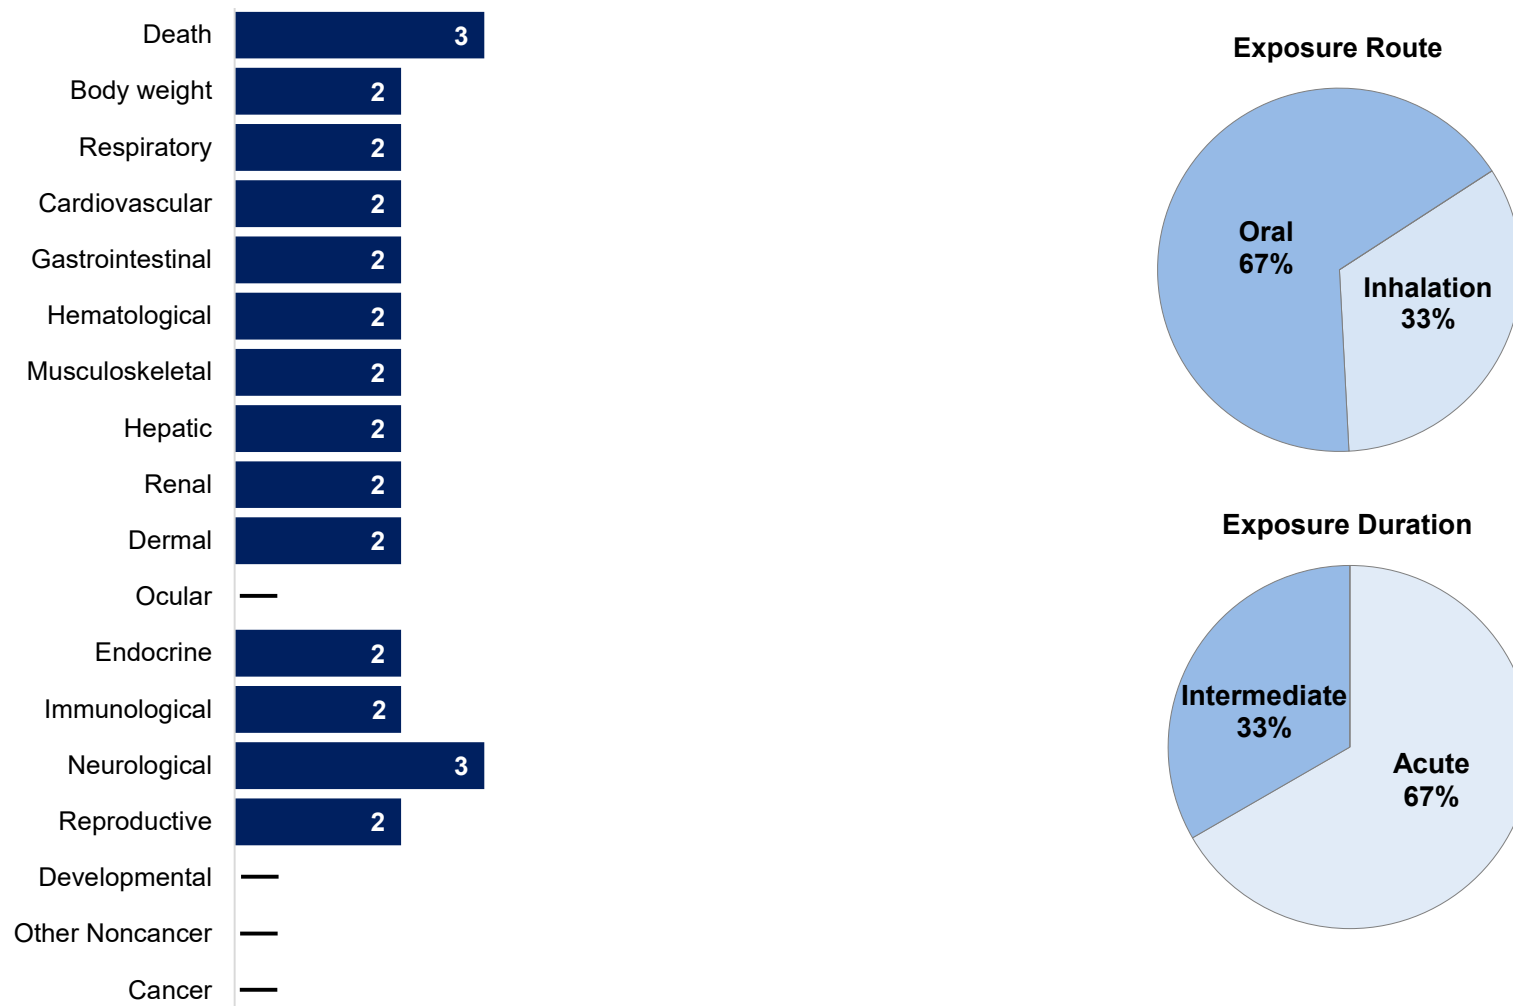 Death 3
Body weight 2
Respiratory 2
Cardiovascular 2
Gastrointestinal 2
Hematological 2
Musculoskeletal 2
Hepatic 2
Renal 2
Dermal 2
Ocular —
Endocrine 2
Immunological 2
Neurological 3
Reproductive 2
Developmental —
Other Noncancer —
Cancer —
Exposure Route
Oral
67%
Inhalation
33%
Exposure Duration
Intermediate
33%
Acute
67%